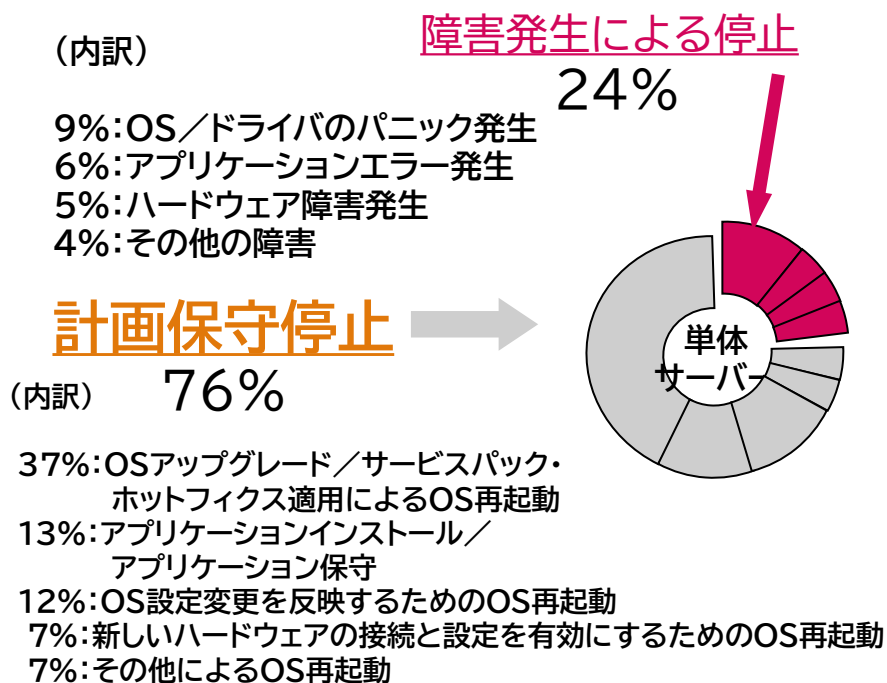 障害発生による停止
24%
（内訳）
9%：OS／ドライバのパニック発生
6%：アプリケーションエラー発生
5%：ハードウェア障害発生
4%：その他の障害
計画保守停止
76%
（内訳）
37%：OSアップグレード／サービスパック・
ホットフィクス適用によるOS再起動
13%：アプリケーションインストール／
アプリケーション保守
12%：OS設定変更を反映するためのOS再起動
7%：新しいハードウェアの接続と設定を有効にするためのOS再起動
7%：その他によるOS再起動
単体
サーバー